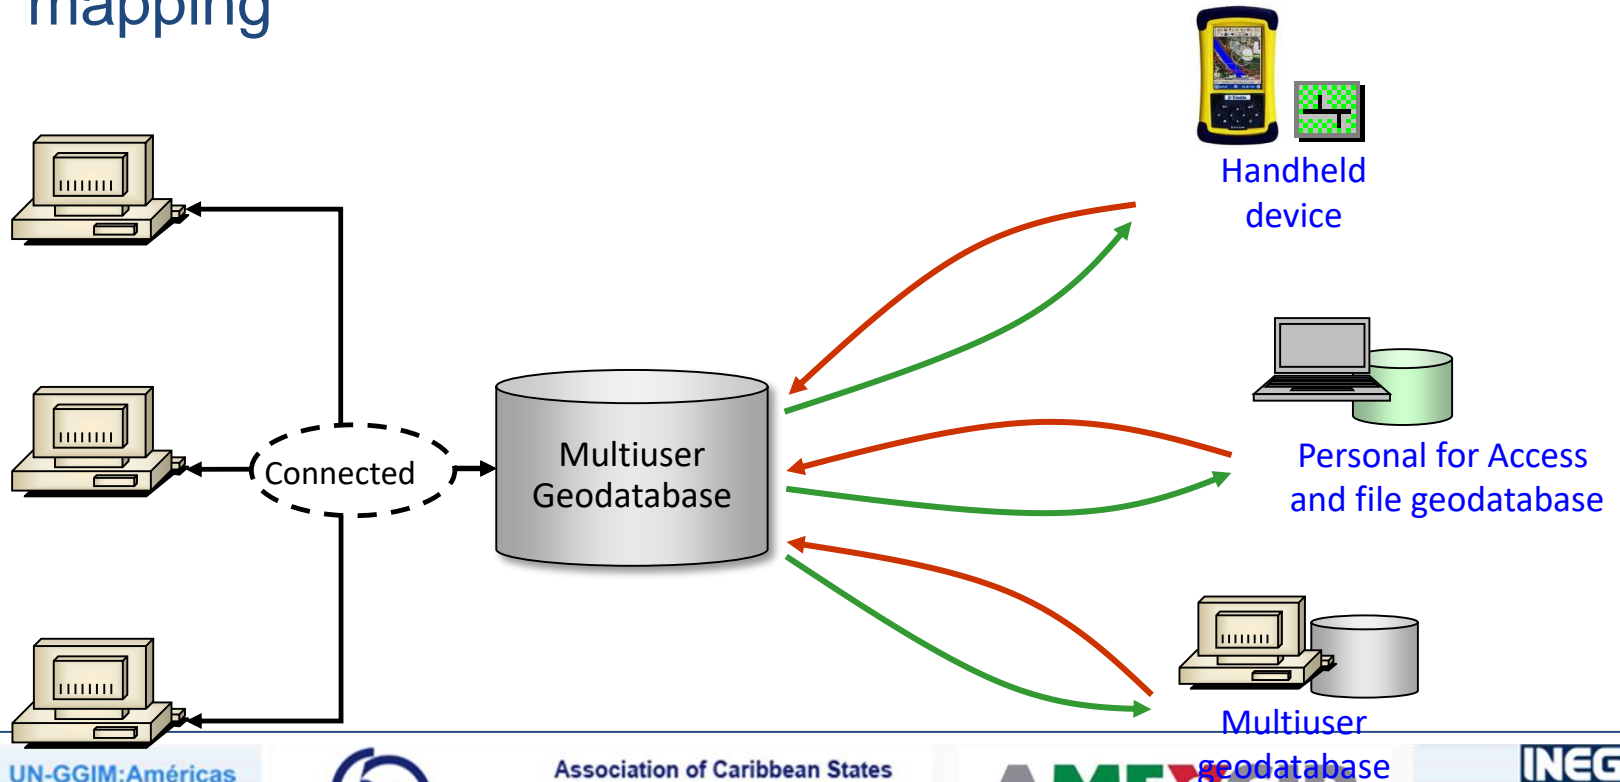 mapping
Handheld
device
Connected
Multiuser
Geodatabase
Personal for Access
and file geodatabase
Multiuser
geodatabase
UN-GGIM:Américas
Association of Caribbean States